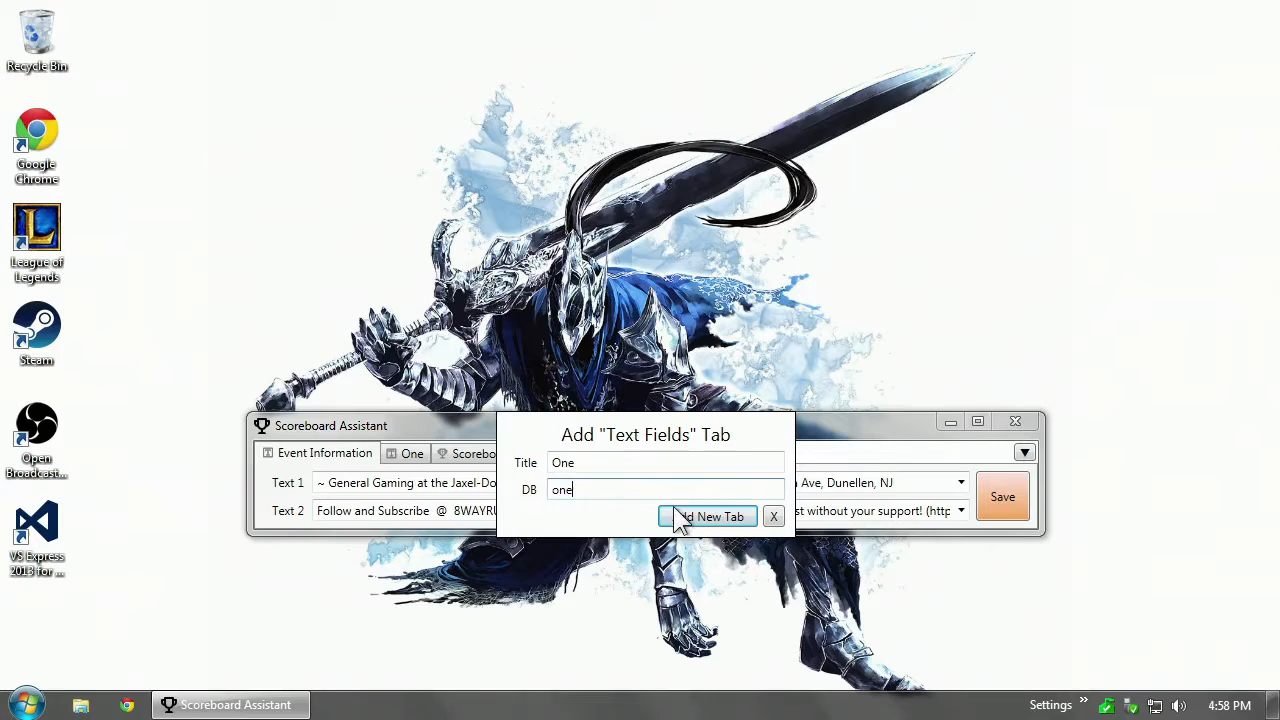 Recycle Bin
Google
Chrome
League of
Legends
Steam
Open
Broadcast...
VS Express
2013 for ...
Scoreboard Assistant
Event Information
One
Scorebo
Text 1
~ General Gaming at the Jaxel-Do
Ave, Dunellen, NJ
Text 2
Follow and Subscribe @ 8WAYRU
st without your support! (http
Save
Add "Text Fields" Tab
Title
One
DB
one
d New Tab
X
Scoreboard Assistant
Settings
4:58 PM